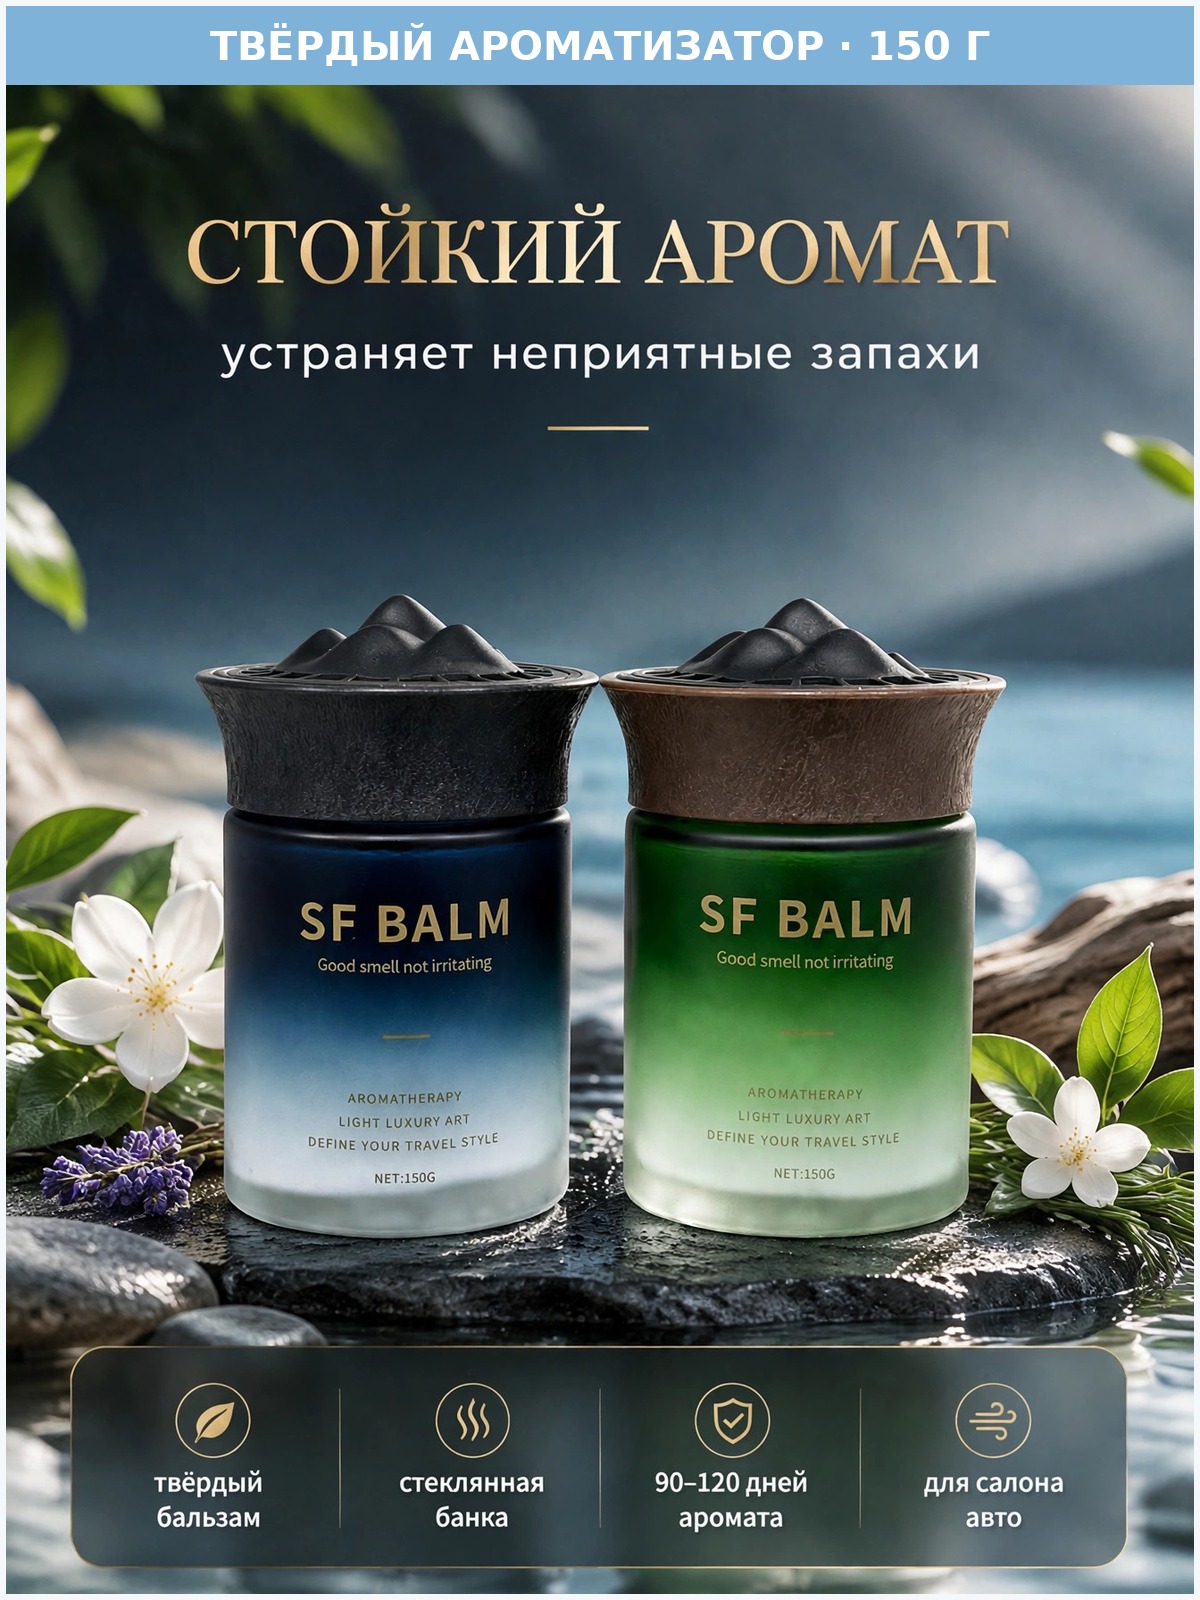 ТВЁРДЫЙ АРОМАТИЗАТОР · 150 Г
СТОЙКИЙ АРОМАТ
устраняет неприятные запахи
SF BALM
Good smell not irritating
AROMATHERAPY
LIGHT LUXURY ART
DEFINE YOUR TRAVEL STYLE
NET:150G
SF BALM
Good smell not irritating
AROMATHERAPY
LIGHT LUXURY ART
DEFINE YOUR TRAVEL STYLE
NET:150G
твёрдый
бальзам
стеклянная
банка
90–120 дней
аромата
для салона
авто